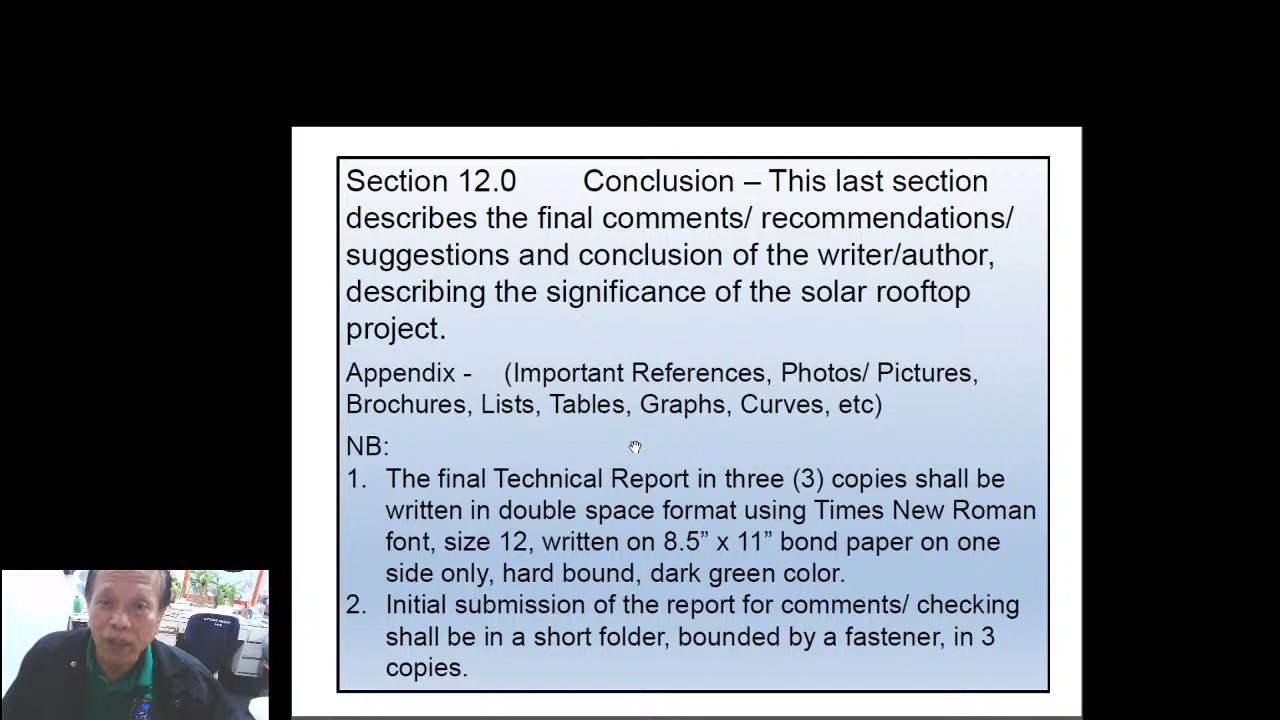 Section 12.0 Conclusion – This last section
describes the final comments/ recommendations/
suggestions and conclusion of the writer/author,
describing the significance of the solar rooftop
project.
Appendix - (Important References, Photos/ Pictures,
Brochures, Lists, Tables, Graphs, Curves, etc)
NB:
1. The final Technical Report in three (3) copies shall be
written in double space format using Times New Roman
font, size 12, written on 8.5” x 11” bond paper on one
side only, hard bound, dark green color.
2. Initial submission of the report for comments/ checking
shall be in a short folder, bounded by a fastener, in 3
copies.